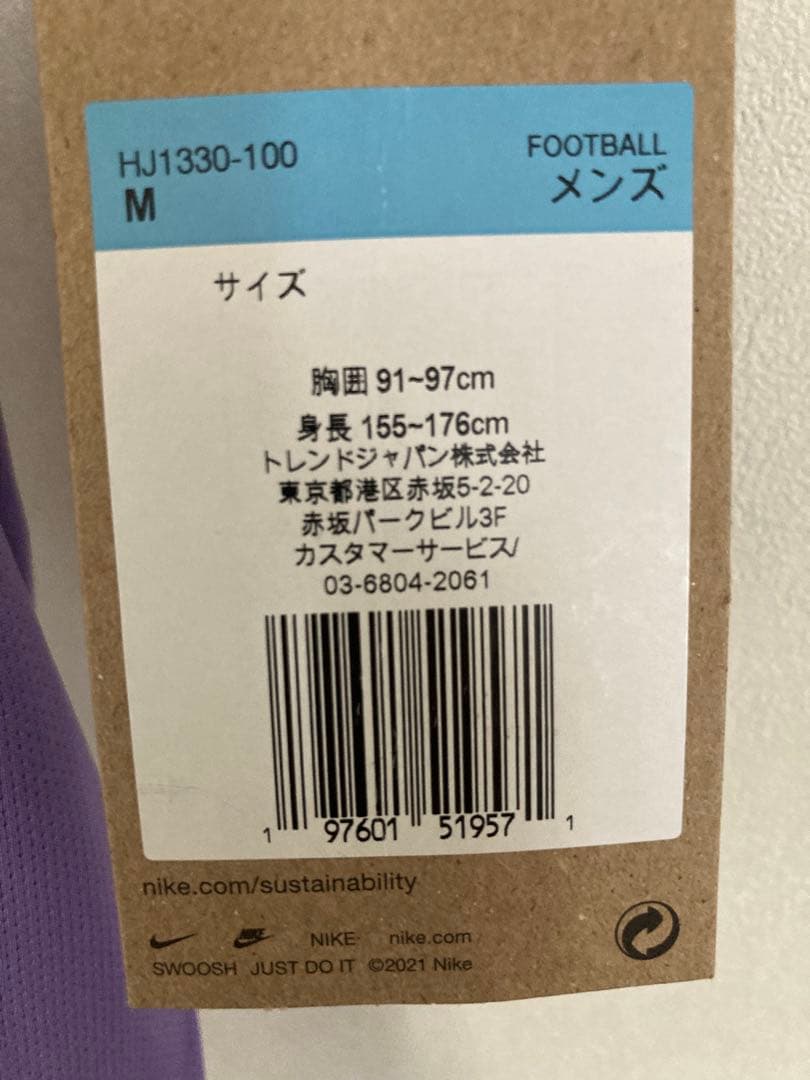 HJ1330-100
M
FOOTBALL
メンズ
サイズ
胸囲 91~97cm
身長 155~176cm
トレンドジャパン株式会社
東京都港区赤坂5-2-20
赤坂パークビル3F
カスタマーサービス/
03-6804-2061
1 97601 51957 1
nike.com/sustainability
NIKE nike.com
SWOOSH JUST DO IT ©2021 Nike